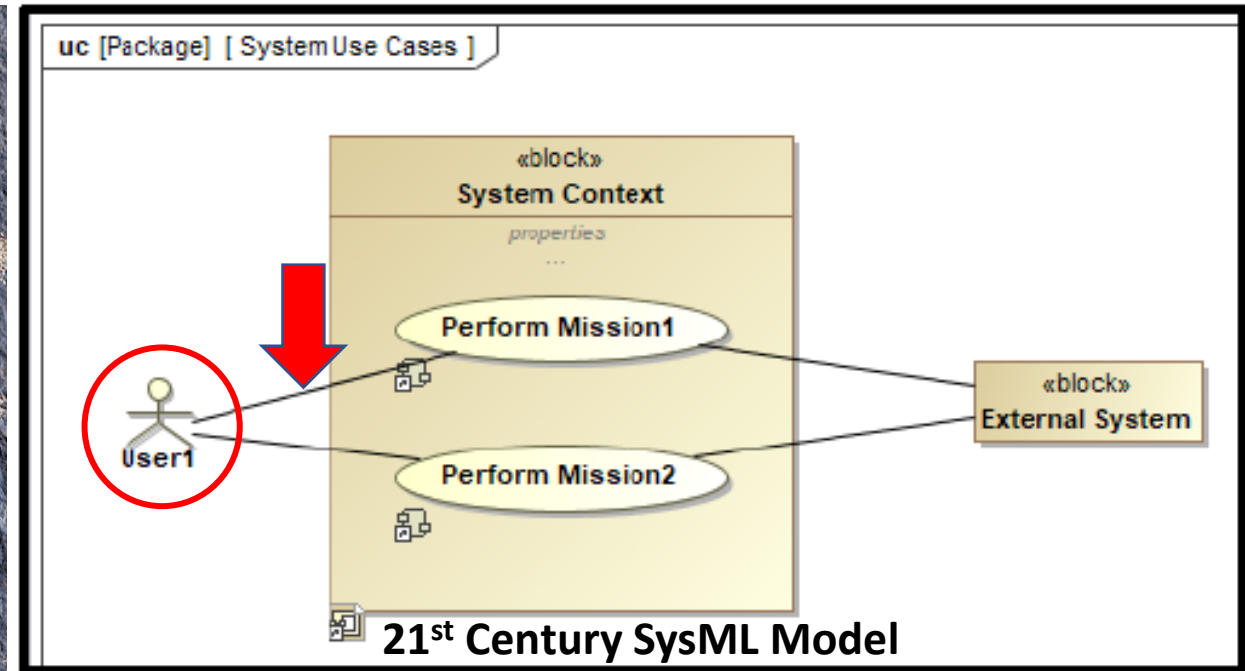 uc [Package] [ System Use Cases ]
«block»
System Context
properties
...
Perform Mission1
«block»
External System
User1
Perform Mission2
21st Century SysML Model